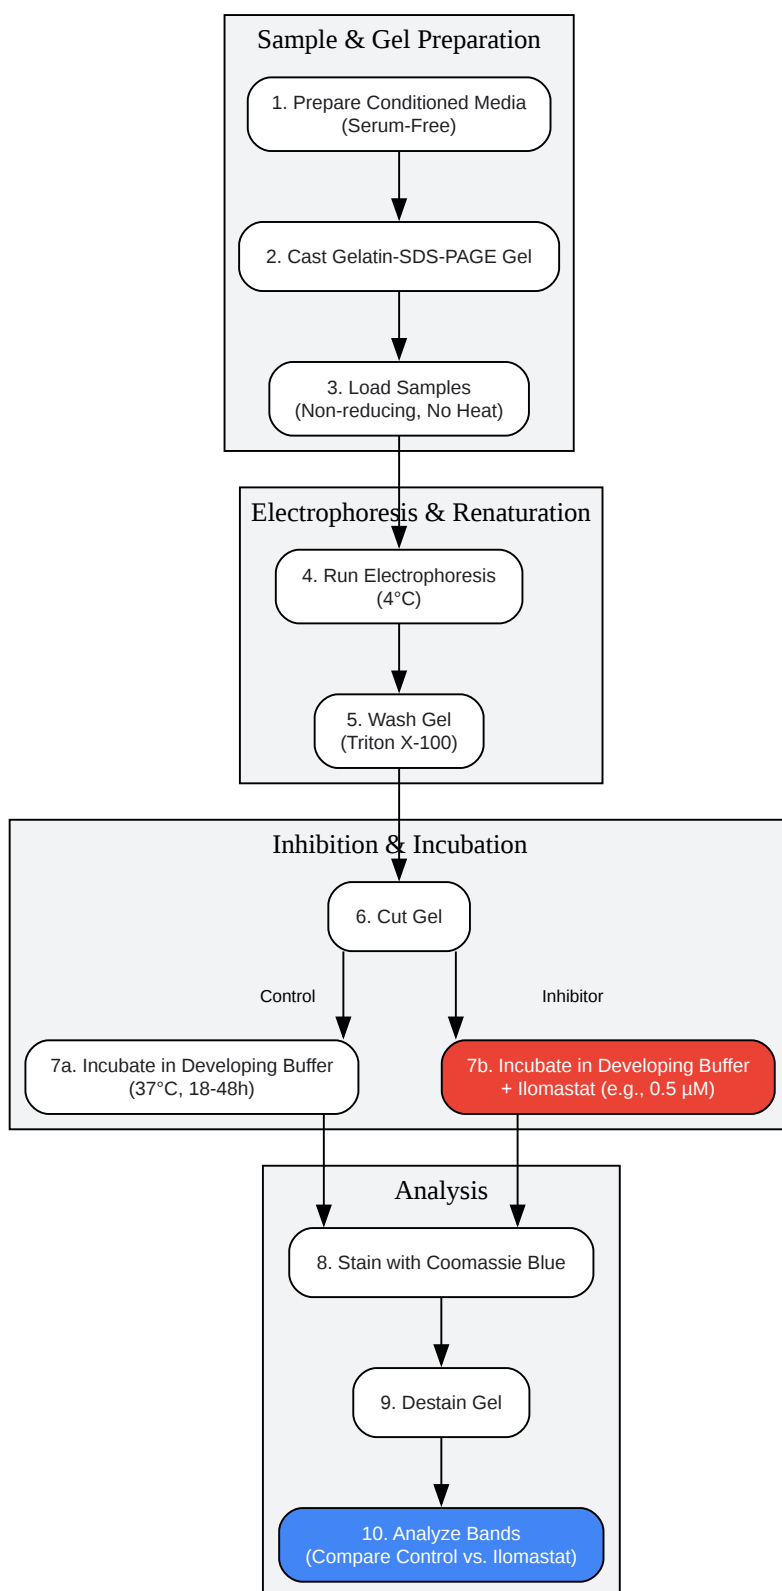 Sample & Gel Preparation
1. Prepare Conditioned Media
(Serum-Free)
2. Cast Gelatin-SDS-PAGE Gel
3. Load Samples
(Non-reducing, No Heat)
Electrophoresis & Renaturation
4. Run Electrophoresis
(4°C)
5. Wash Gel
(Triton X-100)
Inhibition & Incubation
6. Cut Gel
Control
Inhibitor
7a. Incubate in Developing Buffer
(37°C, 18-48h)
7b. Incubate in Developing Buffer
+ Ilomastat (e.g., 0.5 µM)
Analysis
8. Stain with Coomassie Blue
9. Destain Gel
10. Analyze Bands
(Compare Control vs. Ilomastat)